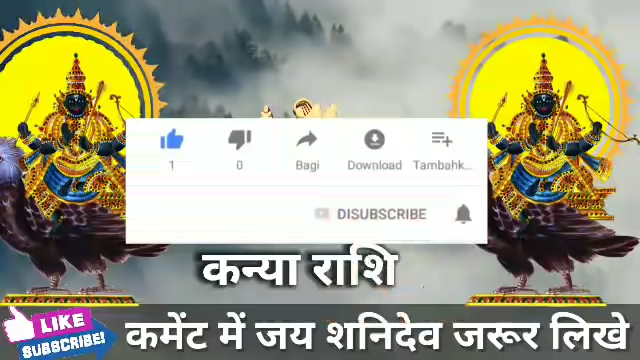 1 0 Bagi Download Tambahk...
DISUBSCRIBE
कन्या राशि
LIKE
SUBSCRIBE!
कमेंट में जय शनिदेव जरूर लिखे